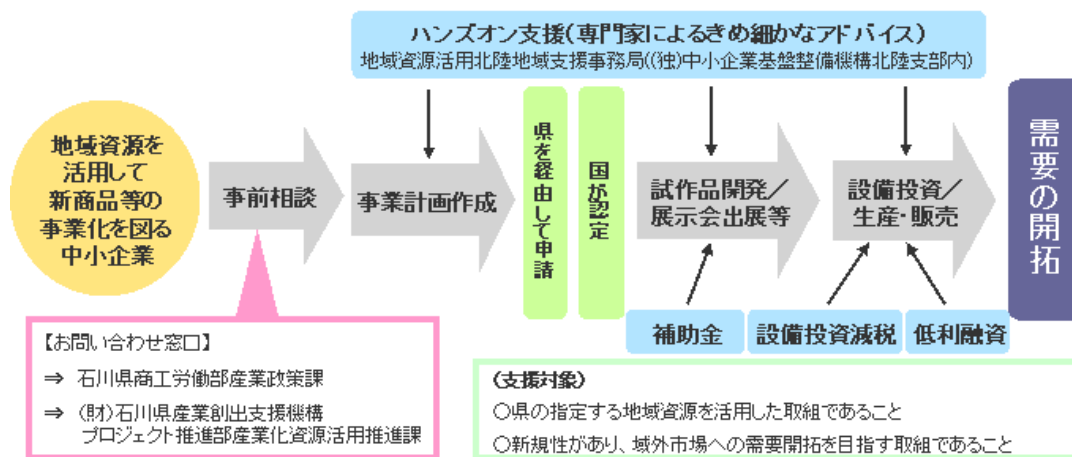 ハンズオン支援(専門家によるきめ細かなアドバイス)
地域資源活用北陸地域支援事務局((独)中小企業基盤整備機構北陸支部内)
地域資源を
活用して
新商品等の
事業化を図る
中小企業
事前相談
事業計画作成
県を経由して申請
国が認定
試作品開発/
展示会出展等
設備投資/
生産・販売
需要の開拓
補助金
設備投資減税
低利融資
【お問い合わせ窓口】
⇒ 石川県商工労働部産業政策課
⇒ (財)石川県産業創出支援機構
プロジェクト推進部産業化資源活用推進課
(支援対象)
○県の指定する地域資源を活用した取組であること
○新規性があり、域外市場への需要開拓を目指す取組であること